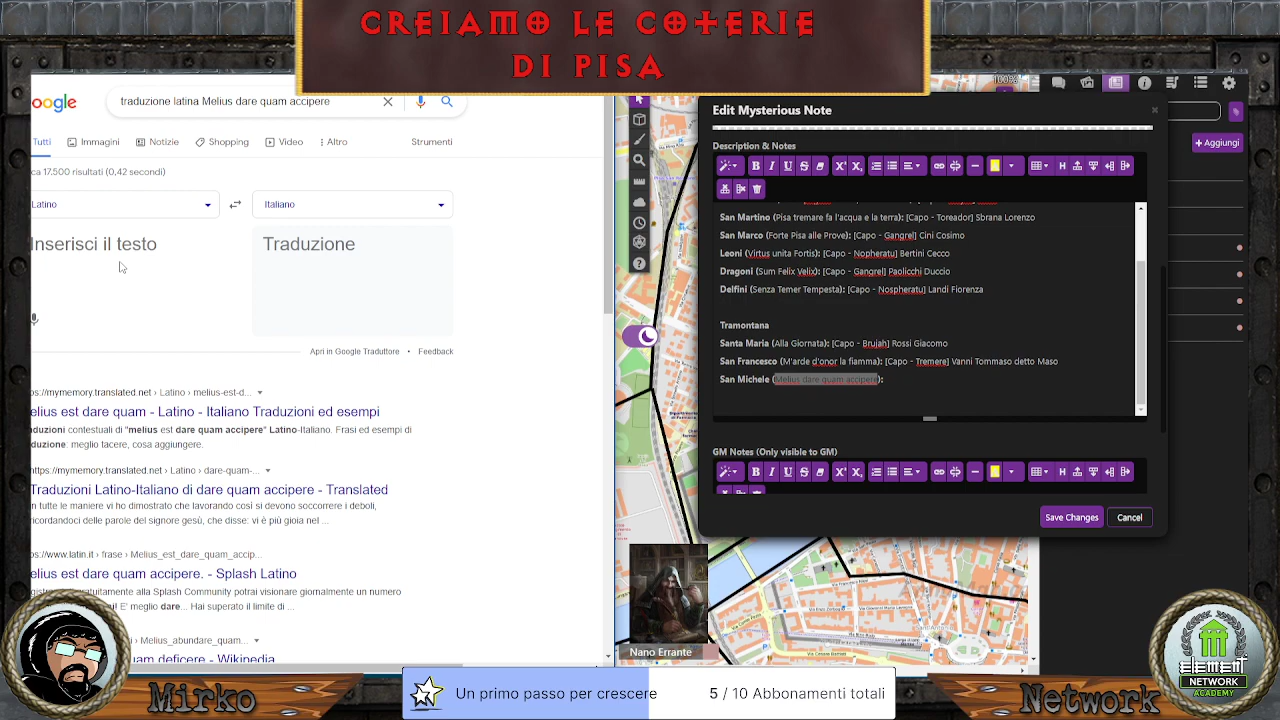 CREIAMO LE COTERIE
DI PISA
oogle
traduzione latina Melius dare quam accipere
Tutti
Immagini
Notizie
Shopping
Video
Altro
Strumenti
ca 17.500 risultati (0,42 secondi)
Latino
Italiano
Inserisci il testo
Traduzione
Apri in Google Traduttore • Feedback
ps://mymemory.translated.net › Latino › melius-est-d...
elius est dare quam - Latino - Italiano Traduzioni ed esempi
duzioni contestuali di "melius est dare quam accipere" Latino-Italiano. Frasi ed esempi di
duzione: meglio tacere, cosa aggiungere.
https://mymemory.translated.net › Latino › dare-quam-...
Traduzioni Latino-Italiano di dare quam accipere - Translated
n tutte le maniere vi ho dimostrato che lavorando così si devono soccorrere i deboli,
icordandoci delle parole del signore gesù, che disse: vi è più gioia nel ...
ps://www.latin.it › frase › Melius_est_dare_quam_accip...
elius est dare quam accipere. - Splash Latino
egistrati gratuitamente alla Splash Community potrai visionare giornalmente un numero
! E' meglio dare... Hai superato il limite di ...
› Melius_abundare_quam...
am deficere - Wikipedia
100%
Edit Mysterious Note
+ Aggiungi
Description & Notes
San Martino (Pisa tremare fa l'acqua e la terra): [Capo - Toreador] Sbrana Lorenzo
San Marco (Forte Pisa alle Prove): [Capo - Gangrel] Cini Cosimo
Leoni (Virtus unita Fortis): [Capo - Nopheratu] Bertini Cecco
Dragoni (Sum Felix Velix): [Capo - Gangrel] Paolicchi Duccio
Delfini (Senza Temer Tempesta): [Capo - Nospheratu] Landi Fiorenza
Tramontana
Santa Maria (Alla Giornata): [Capo - Brujah] Rossi Giacomo
San Francesco (M'arde d'onor la fiamma): [Capo - Tremere] Vanni Tommaso detto Maso
San Michele (Melius dare quam accipere):
GM Notes (Only visible to GM)
Save Changes
Cancel
Nano Errante
Un primo passo per crescere
5 / 10 Abbonamenti totali
Mirko
Network
ELEMENT
NETWORK
ACADEMY